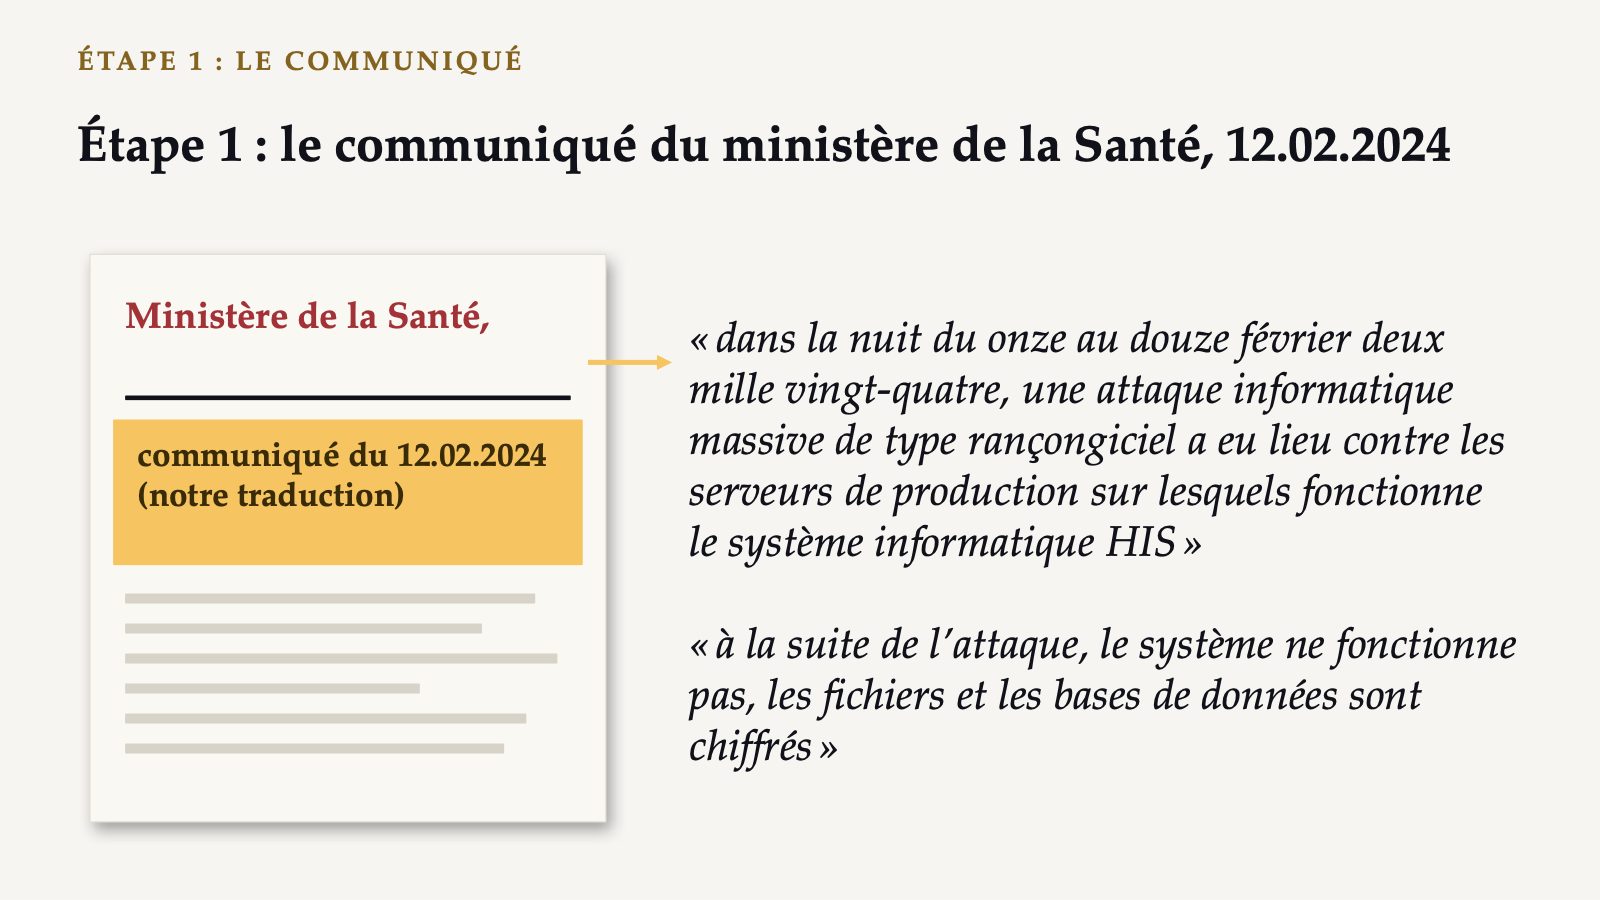 ÉTAPE 1 : LE COMMUNIQUÉ
Étape 1 : le communiqué du ministère de la Santé, 12.02.2024
Ministère de la Santé,
communiqué du 12.02.2024
(notre traduction)
« dans la nuit du onze au douze février deux
mille vingt-quatre, une attaque informatique
massive de type rançongiciel a eu lieu contre les
serveurs de production sur lesquels fonctionne
le système informatique HIS »
« à la suite de l’attaque, le système ne fonctionne
pas, les fichiers et les bases de données sont
chiffrés »